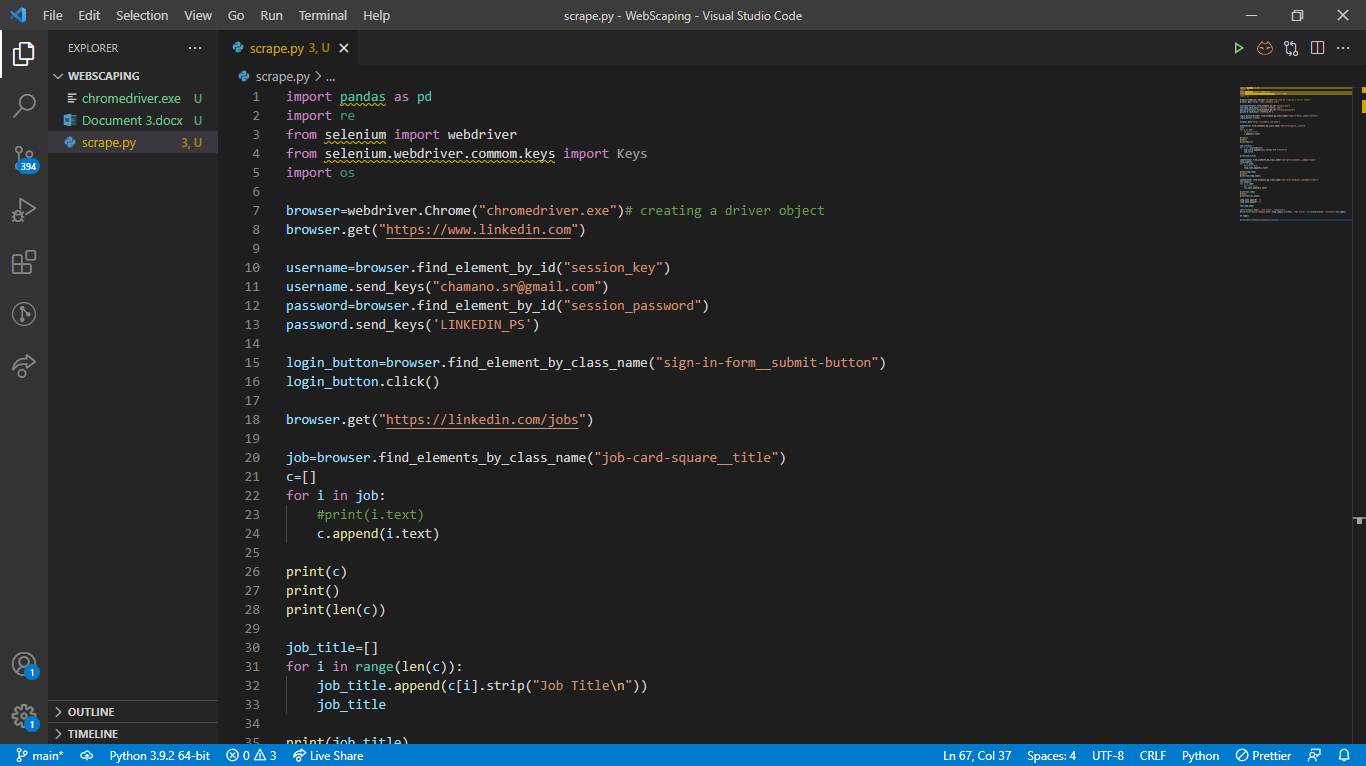 File Edit Selection View Go Run Terminal Help
scrape.py - WebScaping - Visual Studio Code
EXPLORER
WEBSCAPING
chromedriver.exe U
Document 3.docx U
scrape.py 3, U
OUTLINE
TIMELINE
394
1
1
scrape.py 3, U
scrape.py > ...
1 import pandas as pd
2 import re
3 from selenium import webdriver
4 from selenium.webdriver.commom.keys import Keys
5 import os
6
7 browser=webdriver.Chrome("chromedriver.exe")# creating a driver object
8 browser.get("https://www.linkedin.com")
9
10 username=browser.find_element_by_id("session_key")
11 username.send_keys("chamano.sr@gmail.com")
12 password=browser.find_element_by_id("session_password")
13 password.send_keys('LINKEDIN_PS')
14
15 login_button=browser.find_element_by_class_name("sign-in-form__submit-button")
16 login_button.click()
17
18 browser.get("https://linkedin.com/jobs")
19
20 job=browser.find_elements_by_class_name("job-card-square__title")
21 c=[]
22 for i in job:
23     #print(i.text)
24     c.append(i.text)
25
26 print(c)
27 print()
28 print(len(c))
29
30 job_title=[]
31 for i in range(len(c)):
32     job_title.append(c[i].strip("Job Title\n"))
33     job_title
34
35 print(job_title)
main* Python 3.9.2 64-bit 0 3 Live Share
Ln 67, Col 37 Spaces: 4 UTF-8 CRLF Python Prettier